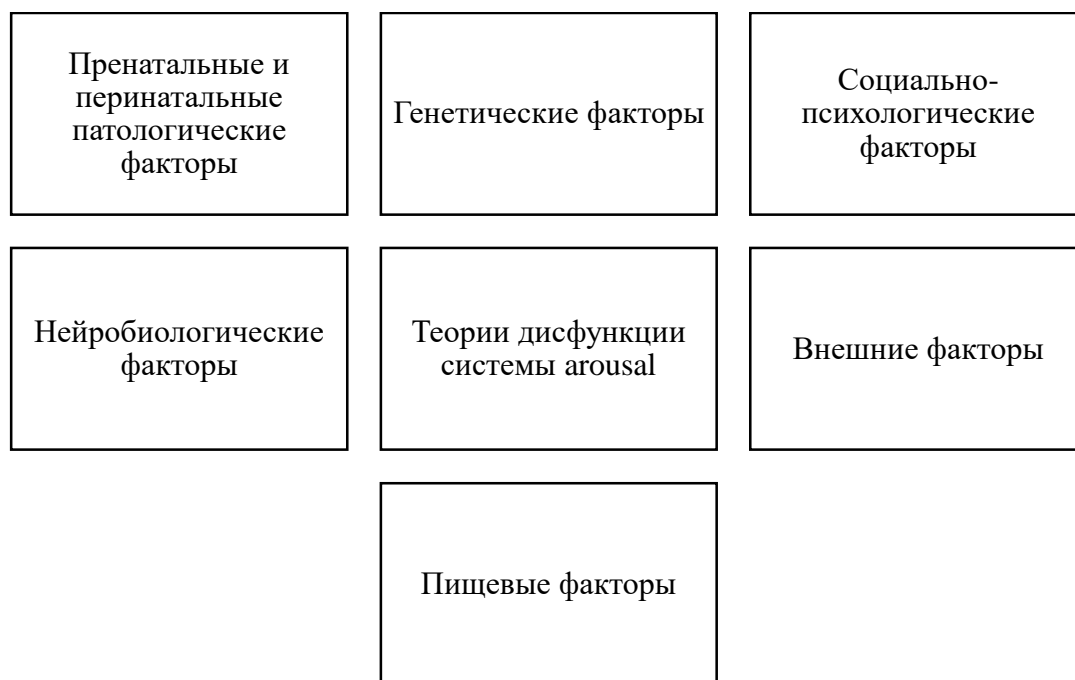 Пренатальные и
перинатальные
патологические
факторы
Генетические факторы
Социально-
психологические
факторы
Нейробиологические
факторы
Теории дисфункции
системы arousal
Внешние факторы
Пищевые факторы